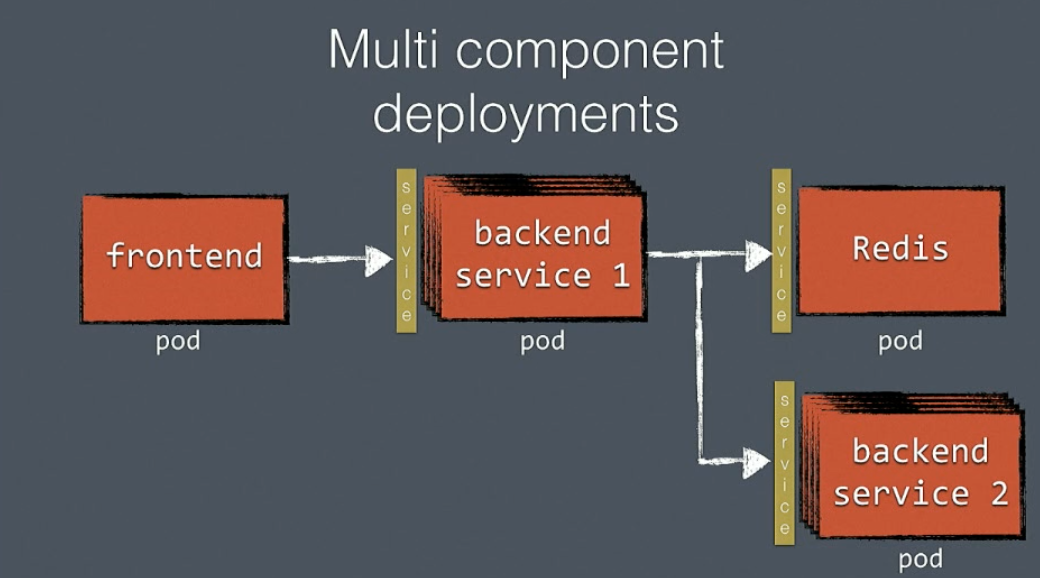 Multi component
deployments
frontend
pod
service
backend
service 1
pod
service
Redis
pod
service
backend
service 2
pod